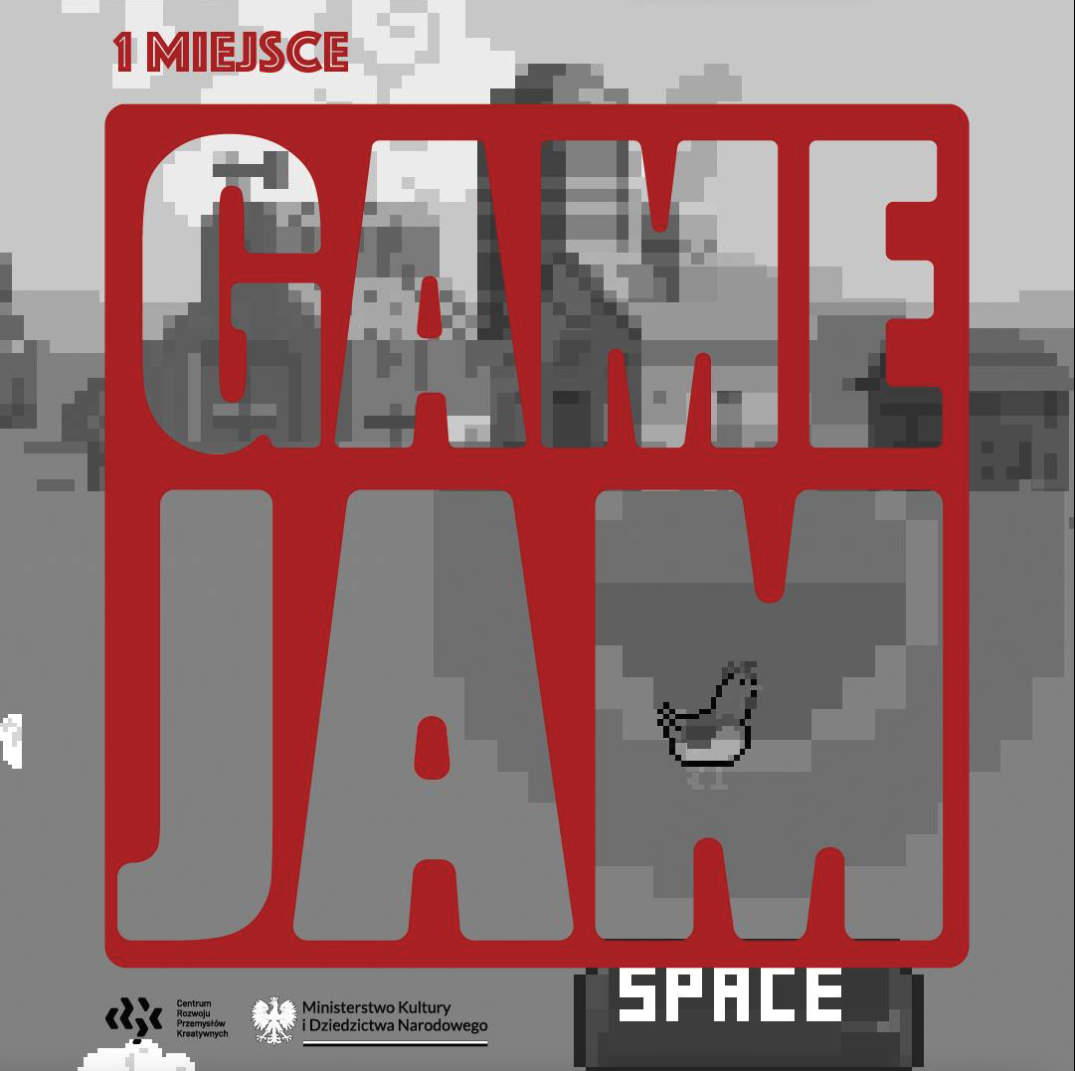 1 MIEJSCE
GAME
JAM
SPACE
Centrum
Rozwoju
Przemysłów
Kreatywnych
Ministerstwo Kultury
i Dziedzictwa Narodowego